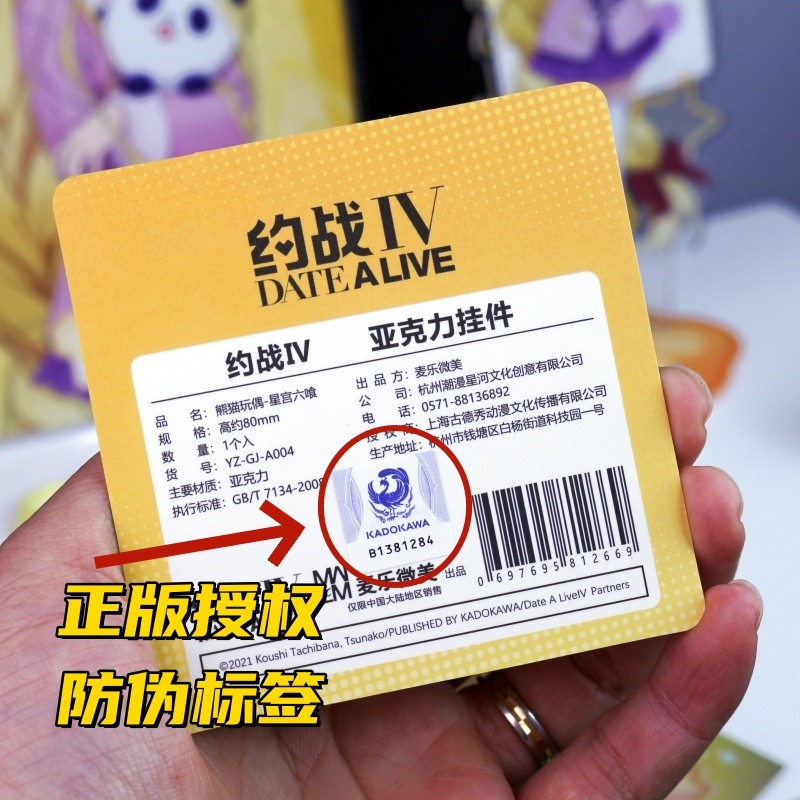 约战IV
DATE A LIVE
约战IV 亚克力挂件
品 名：熊猫玩偶-星宫六喰
规 格：高约80mm
数 量：1个入
货 号：YZ-GJ-A004
主要材质：亚克力
执行标准：GB/T 7134-2008
出 品 方：麦乐微美
公 司：杭州潮漫星河文化创意有限公司
电 话：0571-88136892
授 权 商：上海古德秀动漫文化传播有限公司
生产地址：杭州市钱塘区白杨街道科技园一号
KADOKAWA
B1381284
麦乐微美 出品
仅限中国大陆地区销售
0 697695 812669
©2021 Koushi Tachibana, Tsunako/PUBLISHED BY KADOKAWA/Date A LiveIV Partners
正版授权
防伪标签